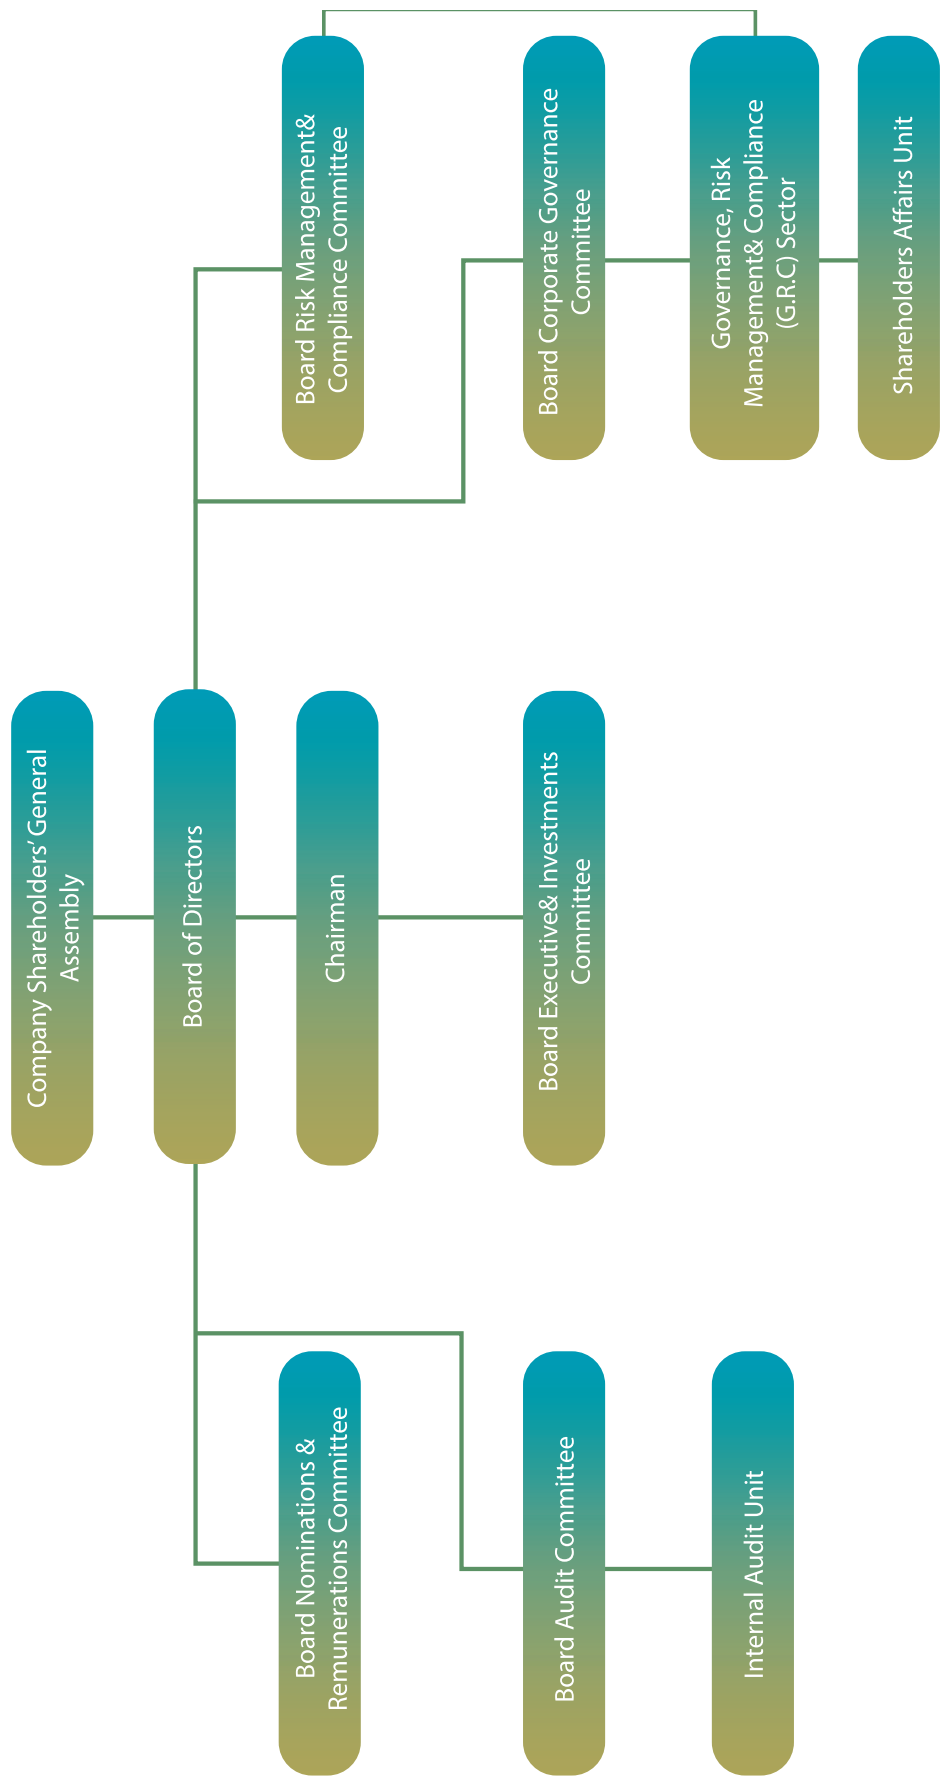 Company Shareholders’ General
Assembly
Board of Directors
Chairman
Board Nominations &
Remunerations Committee
Board Risk Management&
Compliance Committee
Board Audit Committee
Board Executive& Investments
Committee
Board Corporate Governance
Committee
Internal Audit Unit
Governance, Risk
Management& Compliance
(G.R.C) Sector
Shareholders Affairs Unit